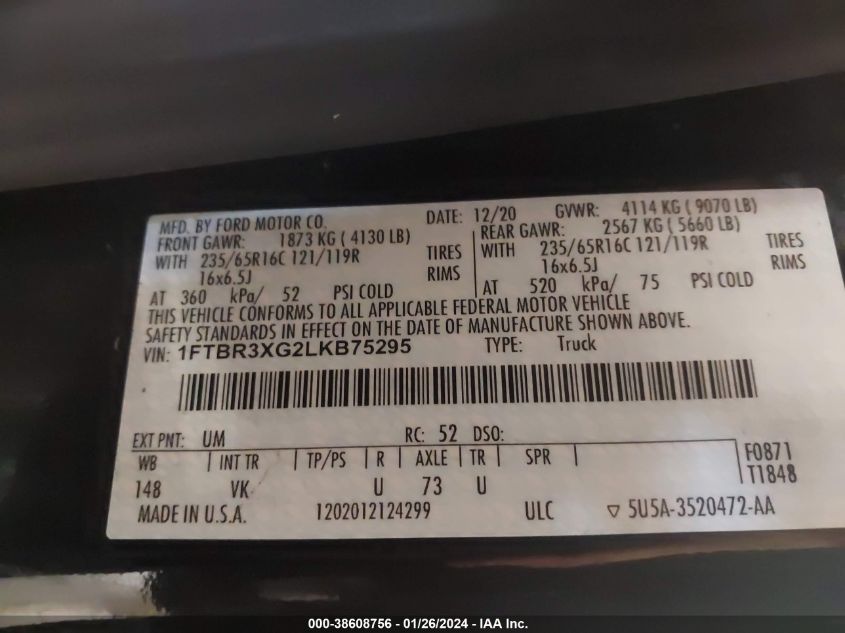 MFD. BY FORD MOTOR CO. DATE: 12/20 GVWR: 4114 KG ( 9070 LB)
FRONT GAWR: 1873 KG ( 4130 LB) REAR GAWR: 2567 KG ( 5660 LB)
WITH 235/65R16C 121/119R TIRES WITH 235/65R16C 121/119R TIRES
16x6.5J RIMS 16x6.5J RIMS
AT 360 kPa/ 52 PSI COLD AT 520 kPa/ 75 PSI COLD
THIS VEHICLE CONFORMS TO ALL APPLICABLE FEDERAL MOTOR VEHICLE
SAFETY STANDARDS IN EFFECT ON THE DATE OF MANUFACTURE SHOWN ABOVE.
VIN: 1FTBR3XG2LKB75295 TYPE: Truck
EXT PNT: UM RC: 52 DSO:
WB INT TR TP/PS R AXLE TR SPR F0871
148 VK U 73 U T1848
MADE IN U.S.A. 1202012124299 ULC ▽ 5U5A-3520472-AA
000-38608756 - 01/26/2024 - IAA Inc.